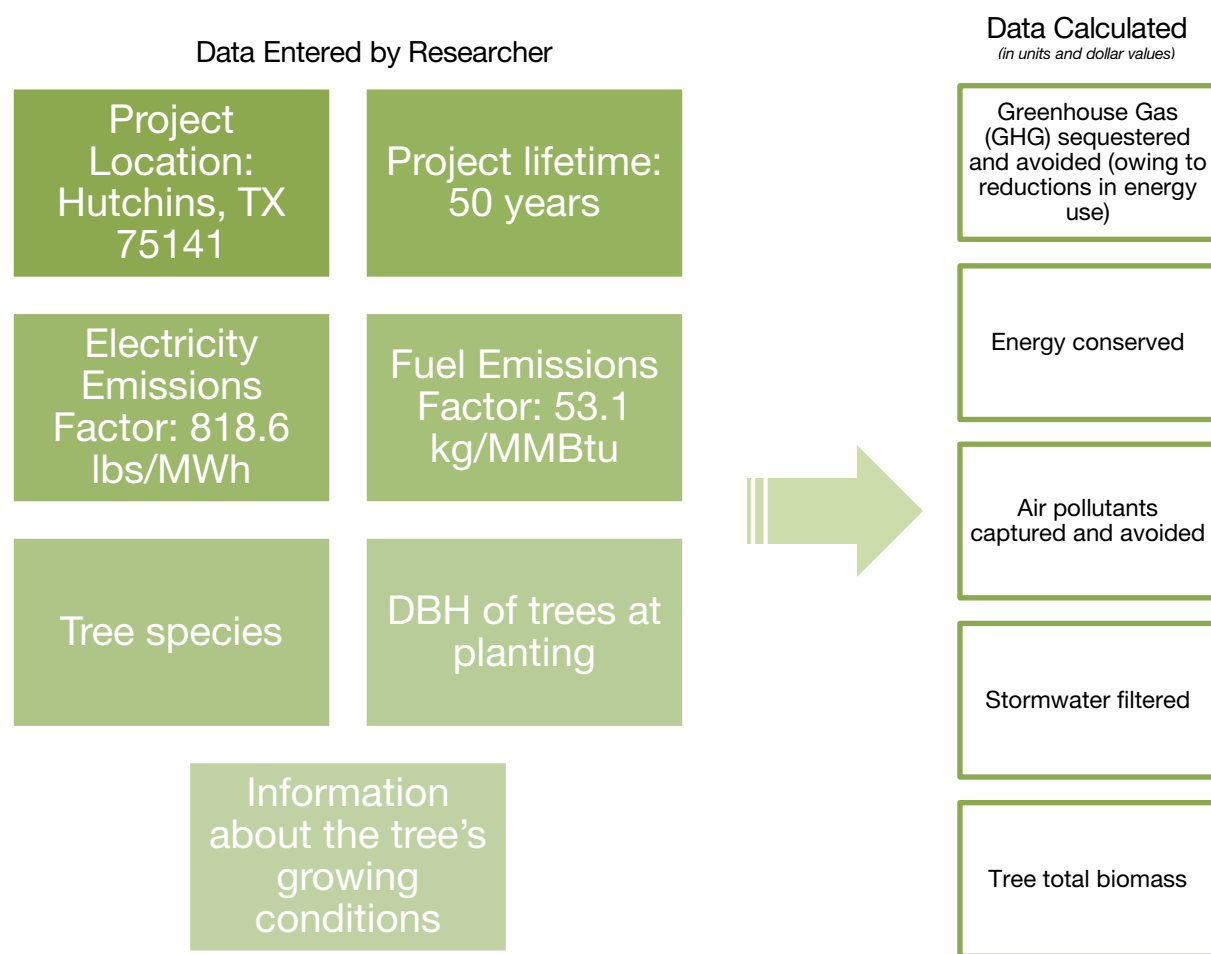 Data Entered by Researcher
Project
Location:
Hutchins, TX
75141
Project lifetime:
50 years
Electricity
Emissions
Factor: 818.6
lbs/MWh
Fuel Emissions
Factor: 53.1
kg/MMBtu
Tree species
DBH of trees at
planting
Information
about the tree’s
growing
conditions
Data Calculated
(in units and dollar values)
Greenhouse Gas
(GHG) sequestered
and avoided (owing to
reductions in energy
use)
Energy conserved
Air pollutants
captured and avoided
Stormwater filtered
Tree total biomass